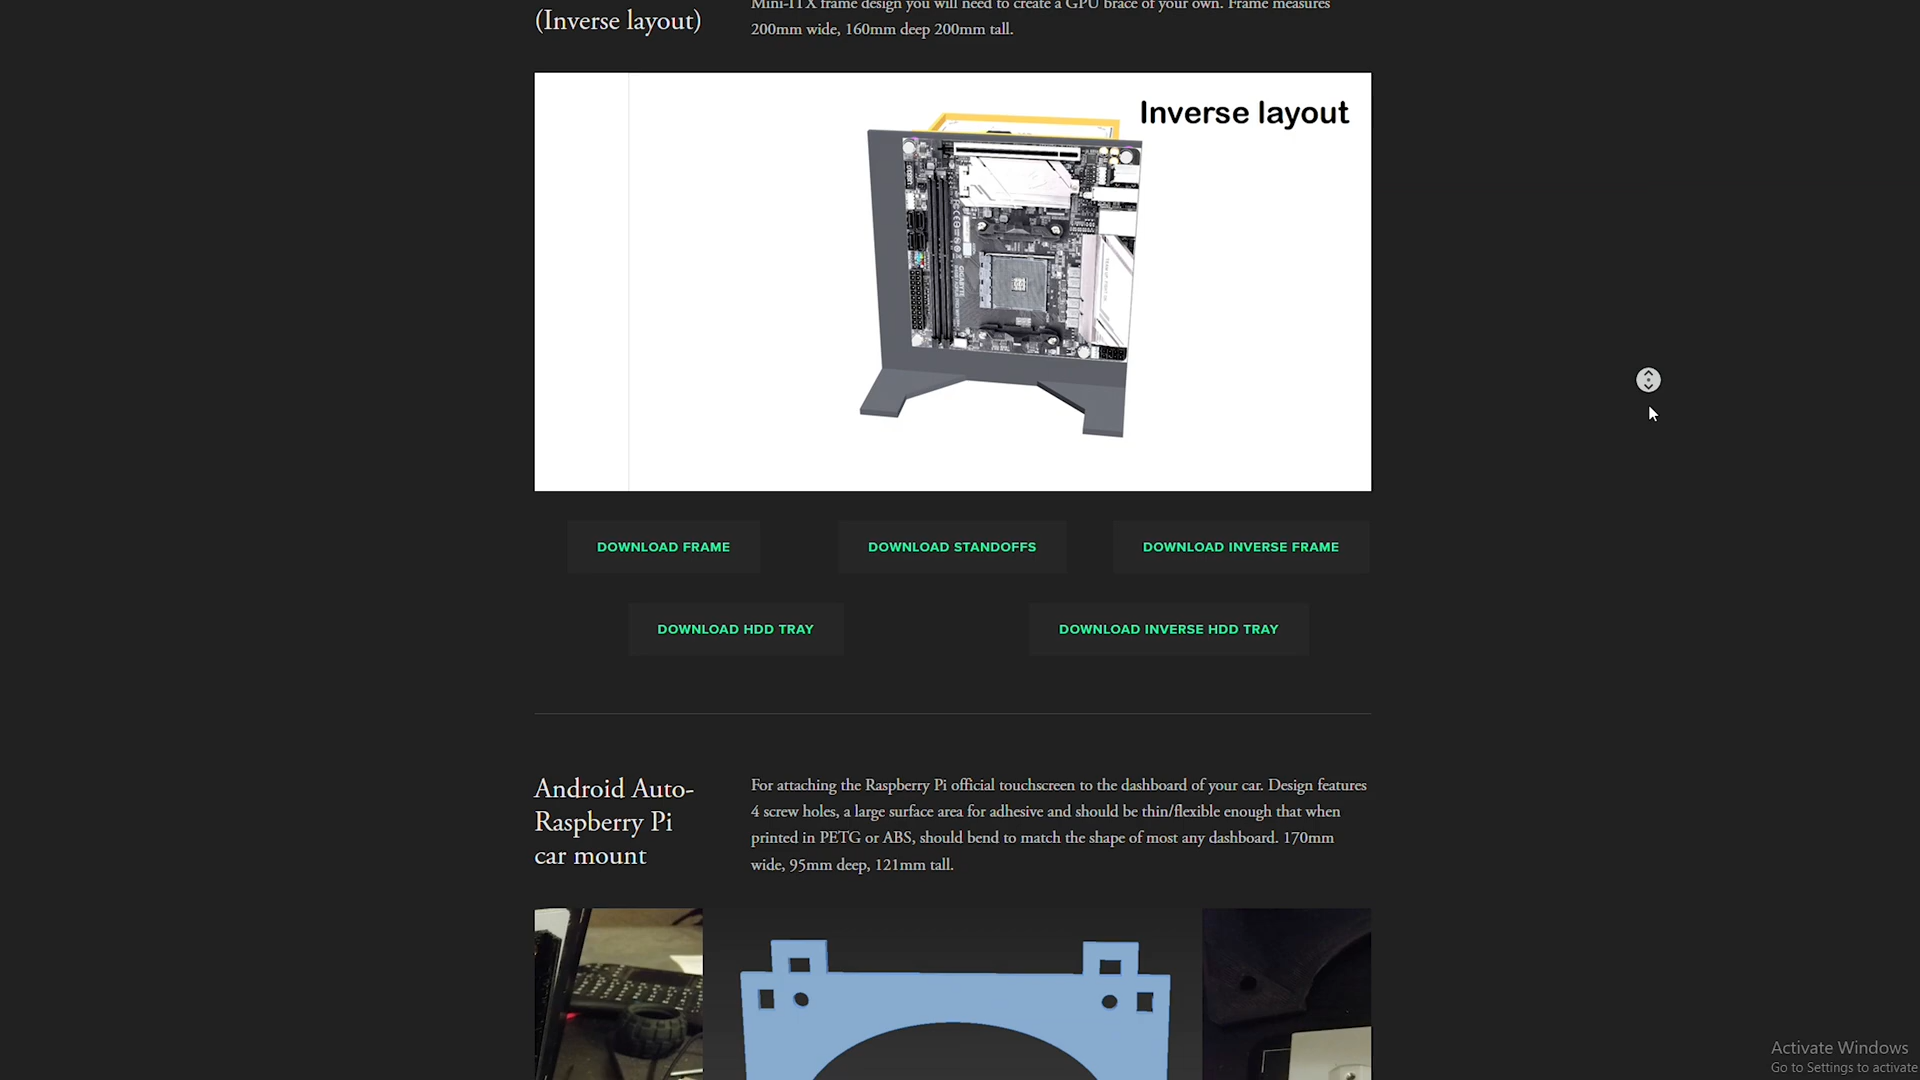 (Inverse layout)
Mini-ITX frame design you will need to create a GPU brace of your own. Frame measures
200mm wide, 160mm deep 200mm tall.
Inverse layout
GIGABYTE
DOWNLOAD FRAME
DOWNLOAD STANDOFFS
DOWNLOAD INVERSE FRAME
DOWNLOAD HDD TRAY
DOWNLOAD INVERSE HDD TRAY
Android Auto-
Raspberry Pi
car mount
For attaching the Raspberry Pi official touchscreen to the dashboard of your car. Design features
4 screw holes, a large surface area for adhesive and should be thin/flexible enough that when
printed in PETG or ABS, should bend to match the shape of most any dashboard. 170mm
wide, 95mm deep, 121mm tall.
Activate Windows
Go to Settings to activate